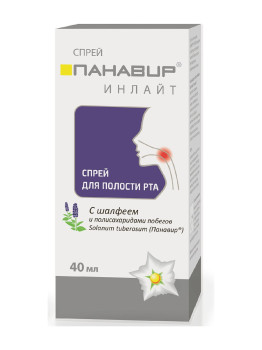 СПРЕЙ
ПАНАВИР®
ИНЛАЙТ
СПРЕЙ
ДЛЯ ПОЛОСТИ РТА
С шалфеем
и полисахаридами побегов
Solanum tuberosum (Панавир®)
40 мл